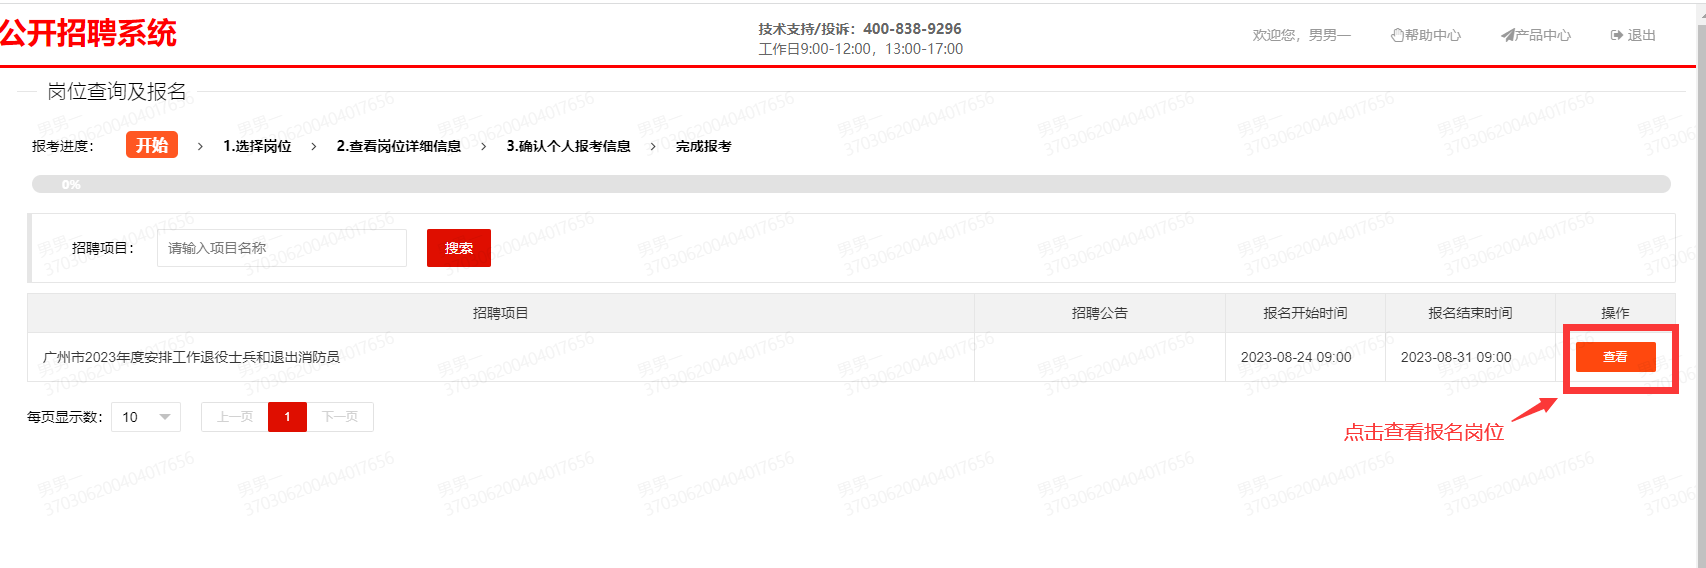 公开招聘系统
技术支持/投诉：400-838-9296
工作日9:00-12:00，13:00-17:00
欢迎您，男男一
帮助中心
产品中心
退出
岗位查询及报名
报考进度：
开始
1.选择岗位
2.查看岗位详细信息
3.确认个人报考信息
完成报考
0%
招聘项目：
请输入项目名称
搜索
招聘项目 招聘公告 报名开始时间 报名结束时间 操作
广州市2023年度安排工作退役士兵和退出消防员 2023-08-24 09:00 2023-08-31 09:00 查看
每页显示数： 10 上一页 1 下一页
点击查看报名岗位
男男一
370306200404017656